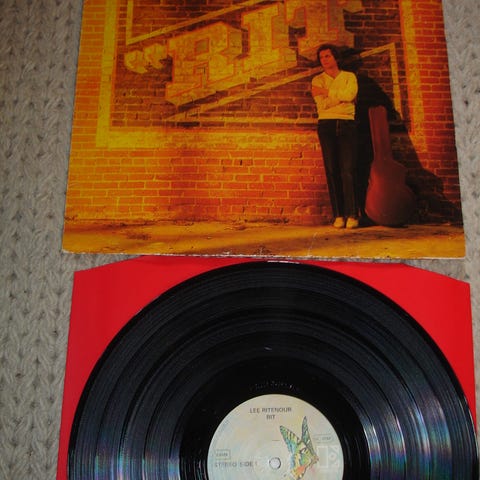 "RIT
LEE RITENOUR
RIT
STEREO SIDE 1